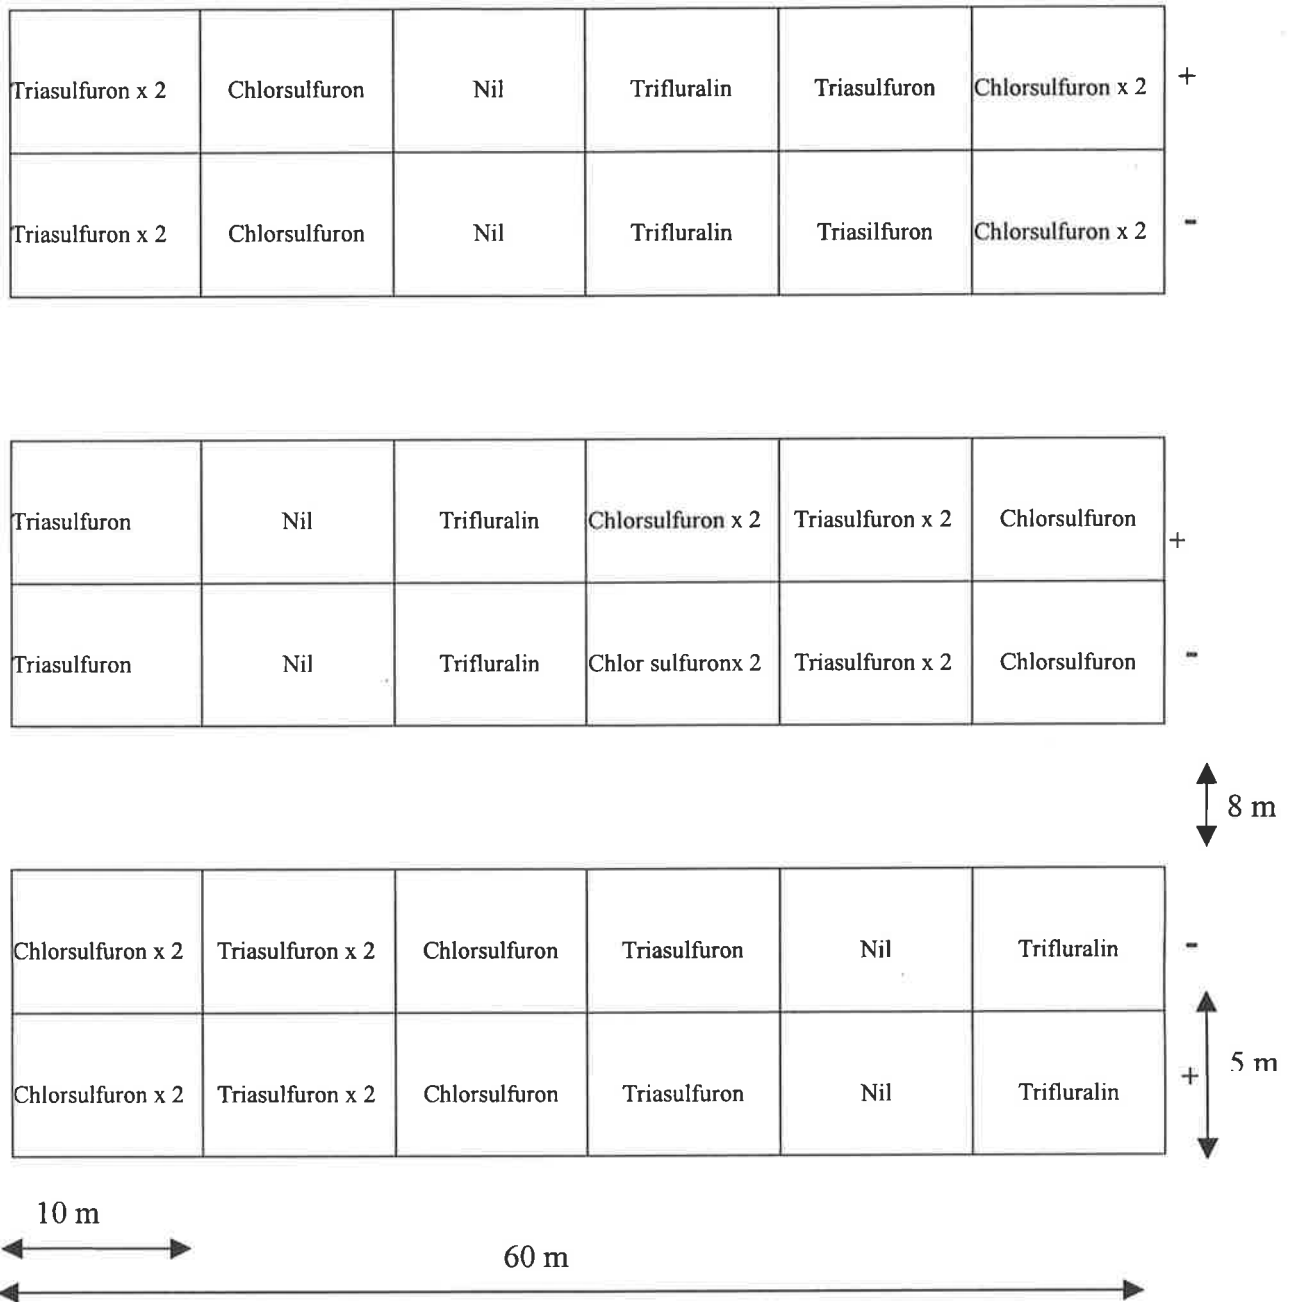 Triasulfuron x 2 Chlorsulfuron Nil Trifluralin Triasulfuron Chlorsulfuron x 2 +
Triasulfuron x 2 Chlorsulfuron Nil Trifluralin Triasilfuron Chlorsulfuron x 2 -
Triasulfuron Nil Trifluralin Chlorsulfuron x 2 Triasulfuron x 2 Chlorsulfuron +
Triasulfuron Nil Trifluralin Chlor sulfuronx 2 Triasulfuron x 2 Chlorsulfuron -
8 m
Chlorsulfuron x 2 Triasulfuron x 2 Chlorsulfuron Triasulfuron Nil Trifluralin -
Chlorsulfuron x 2 Triasulfuron x 2 Chlorsulfuron Triasulfuron Nil Trifluralin + 5 m
10 m
60 m